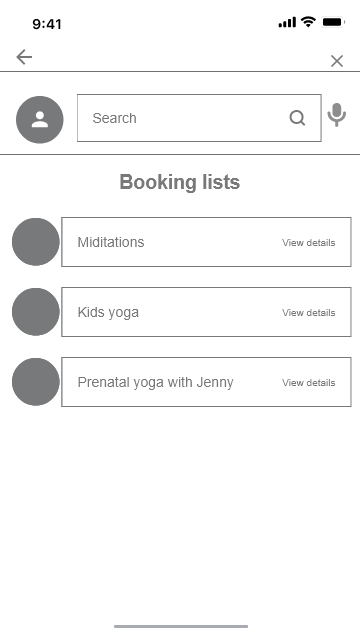 9:41
Search
Booking lists
Miditations View details
Kids yoga View details
Prenatal yoga with Jenny View details